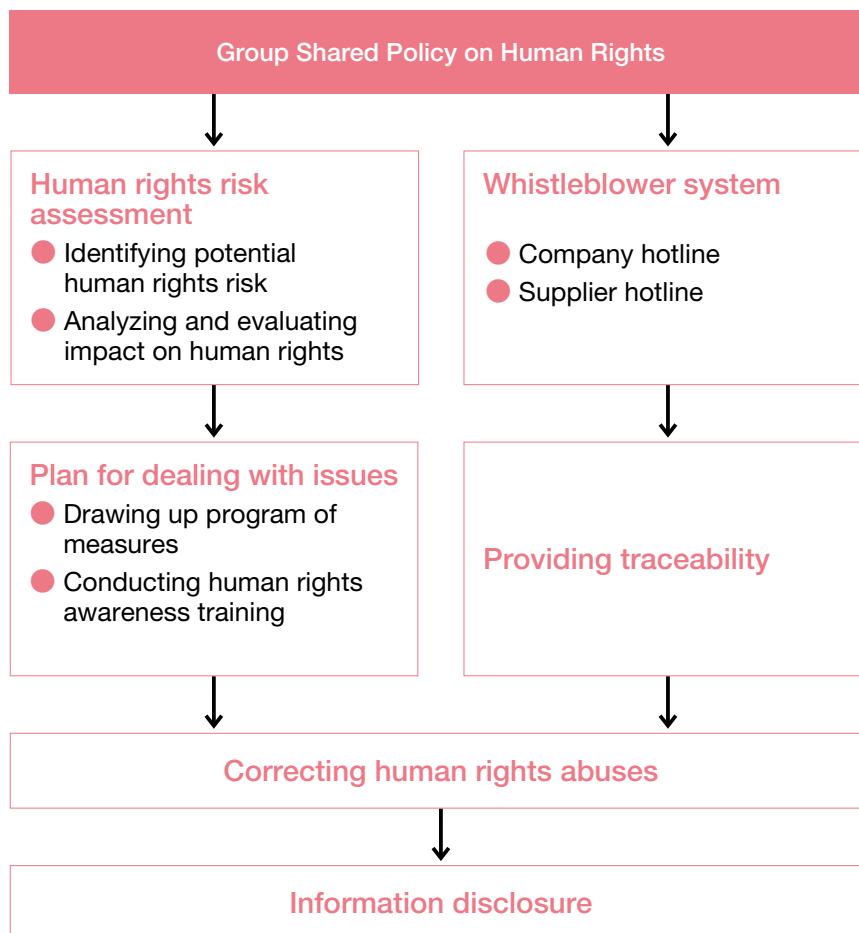 Group Shared Policy on Human Rights
Human rights risk
assessment
Identifying potential
human rights risk
Analyzing and evaluating
impact on human rights
Whistleblower system
Company hotline
Supplier hotline
Plan for dealing with issues
Drawing up program of
measures
Conducting human rights
awareness training
Providing traceability
Correcting human rights abuses
Information disclosure